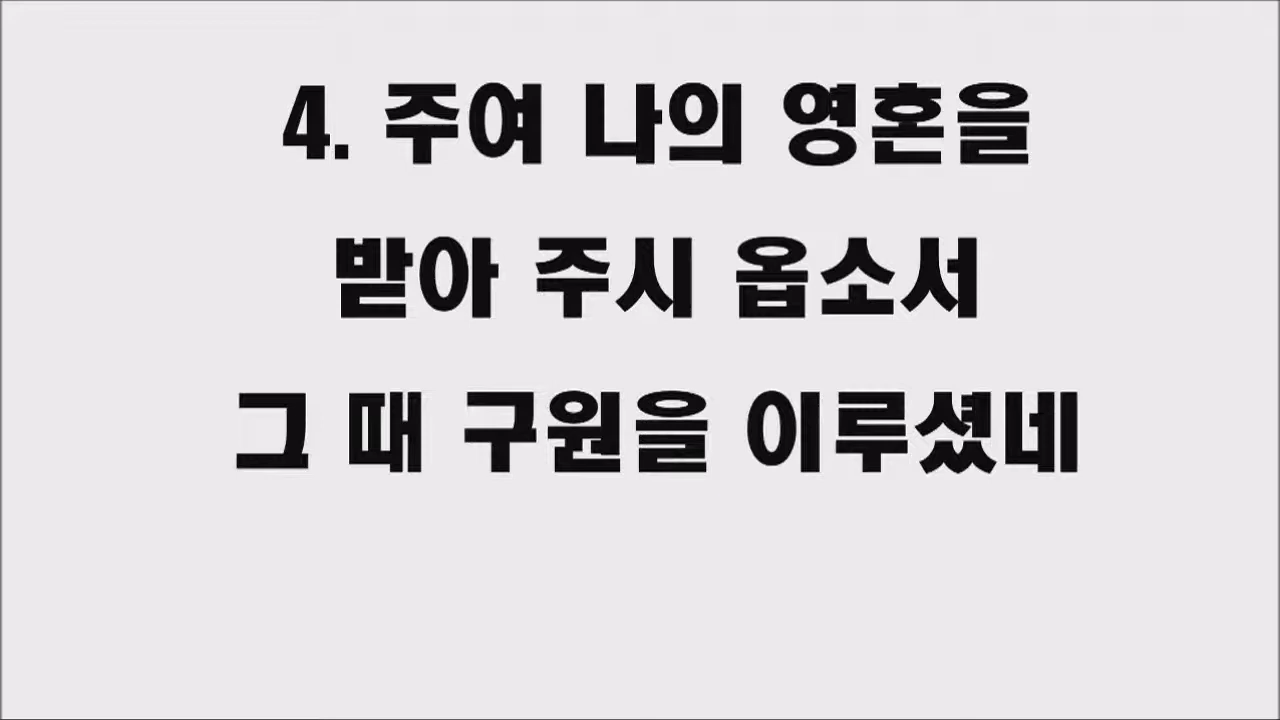 4. 주여 나의 영혼을
받아 주시 옵소서
그 때 구원을 이루셨네